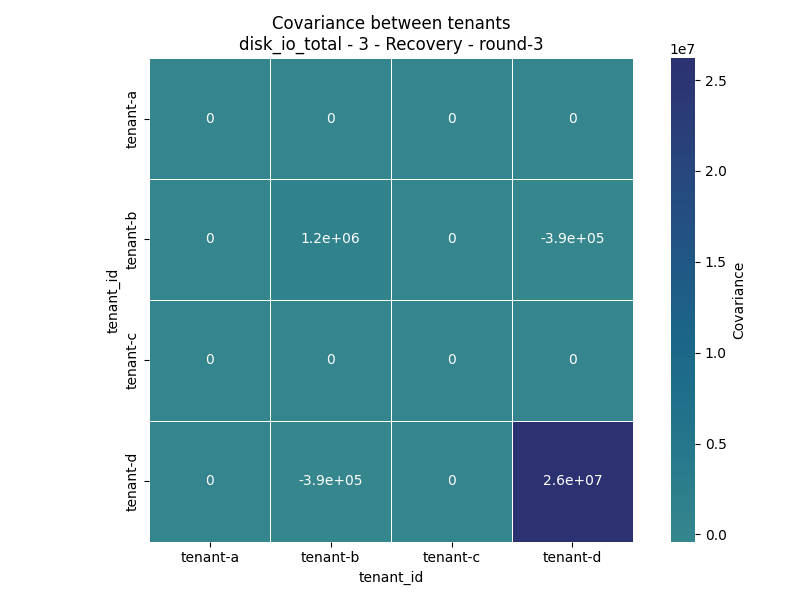 Covariance between tenants
disk_io_total - 3 - Recovery - round-3
1e7
tenant-a
0 0 0 0
2.5
2.0
tenant-b
0 1.2e+06 0 -3.9e+05
1.5
tenant_id
Covariance
1.0
tenant-c
0 0 0 0
0.5
tenant-d
0 -3.9e+05 0 2.6e+07
0.0
tenant-a tenant-b tenant-c tenant-d
tenant_id